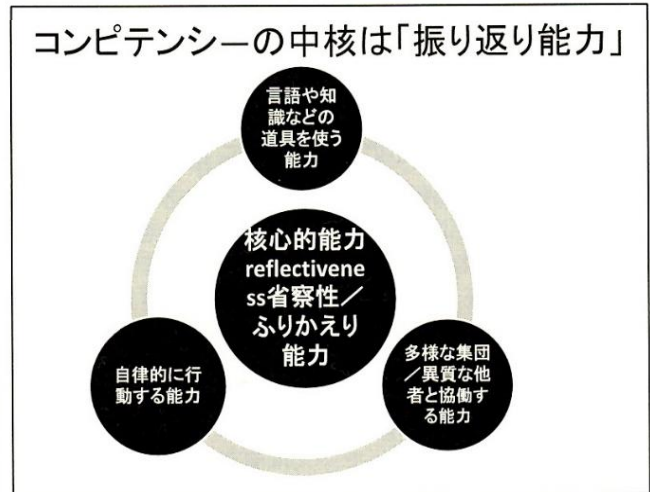 コンピテンシーの中核は「振り返り能力」
言語や知
識などの
道具を使う
能力
核心的能力
reflectivene
ss省察性／
ふりかえり
能力
自律的に行
動する能力
多様な集団
／異質な他
者と協働す
る能力